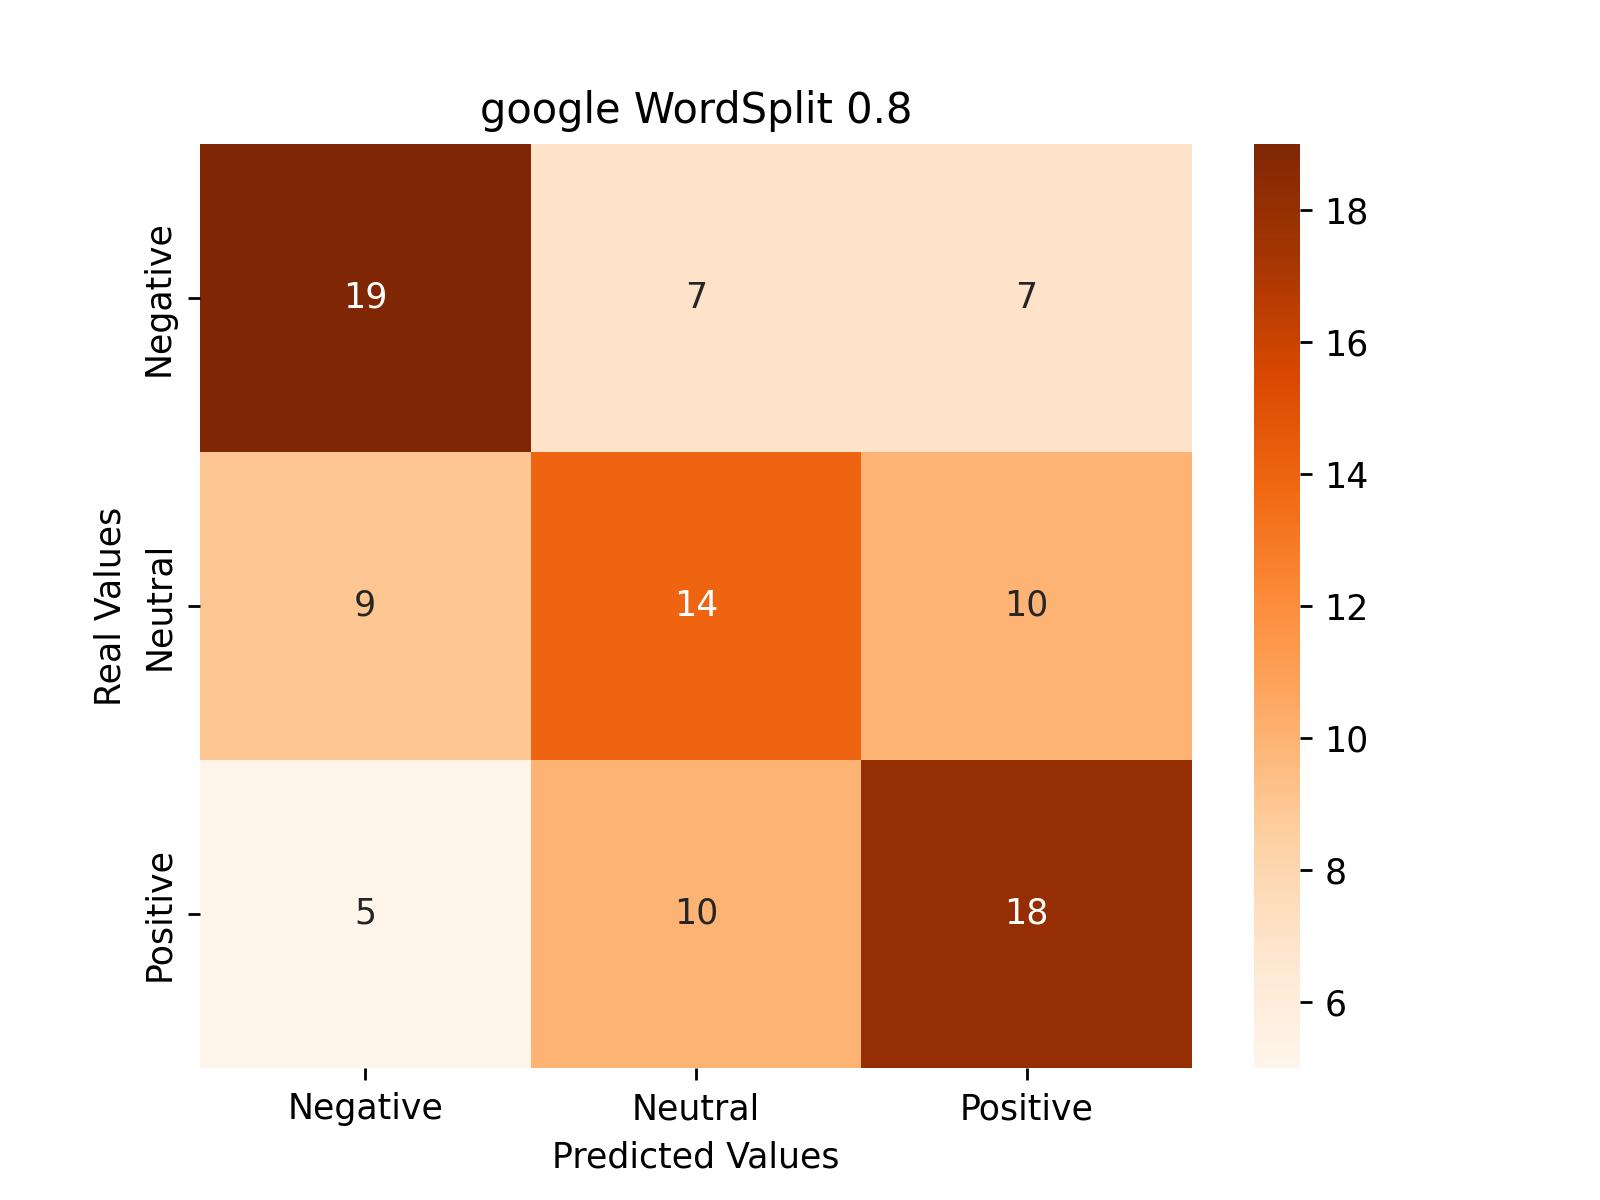 google WordSplit 0.8
Real Values
Negative
19
7
7
Neutral
9
14
10
Positive
5
10
18
Negative
Neutral
Positive
Predicted Values
18
16
14
12
10
8
6